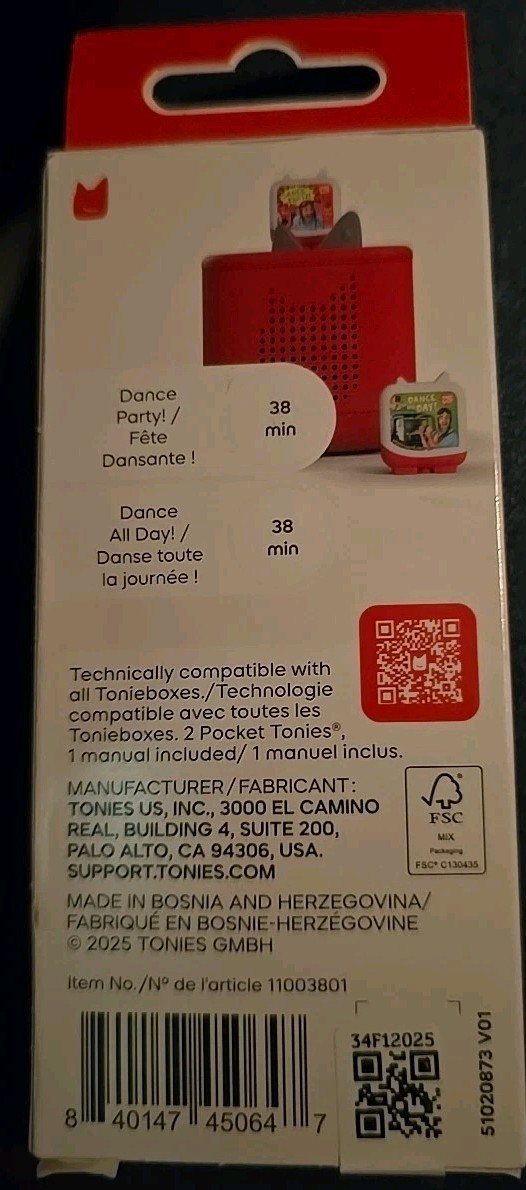 Dance
Party! /
Fête
Dansante !
38
min
DANCE
DAY!
Dance
All Day! /
Danse toute
la journée !
38
min
Technically compatible with
all Tonieboxes./Technologie
compatible avec toutes les
Tonieboxes. 2 Pocket Tonies®,
1 manual included/ 1 manuel inclus.
MANUFACTURER/FABRICANT:
TONIES US, INC., 3000 EL CAMINO
REAL, BUILDING 4, SUITE 200,
PALO ALTO, CA 94306, USA.
SUPPORT.TONIES.COM
FSC
MIX
Packaging
FSC® C130435
MADE IN BOSNIA AND HERZEGOVINA/
FABRIQUÉ EN BOSNIE-HERZÉGOVINE
© 2025 TONIES GMBH
Item No./Nº de l'article 11003801
34F12025
8 40147 45064 7
51020873 V01